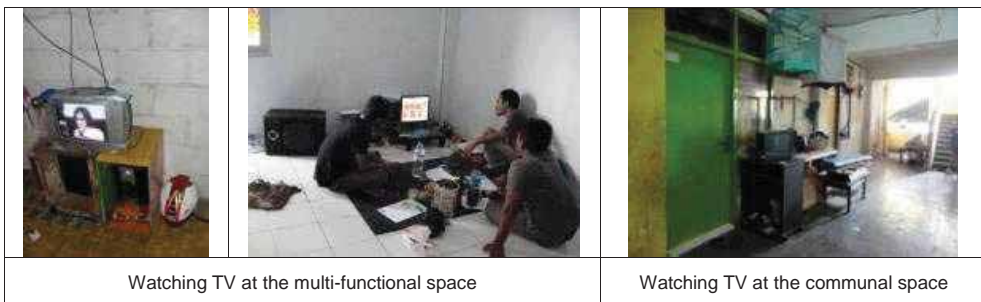 Watching TV at the multi-functional space
Watching TV at the communal space